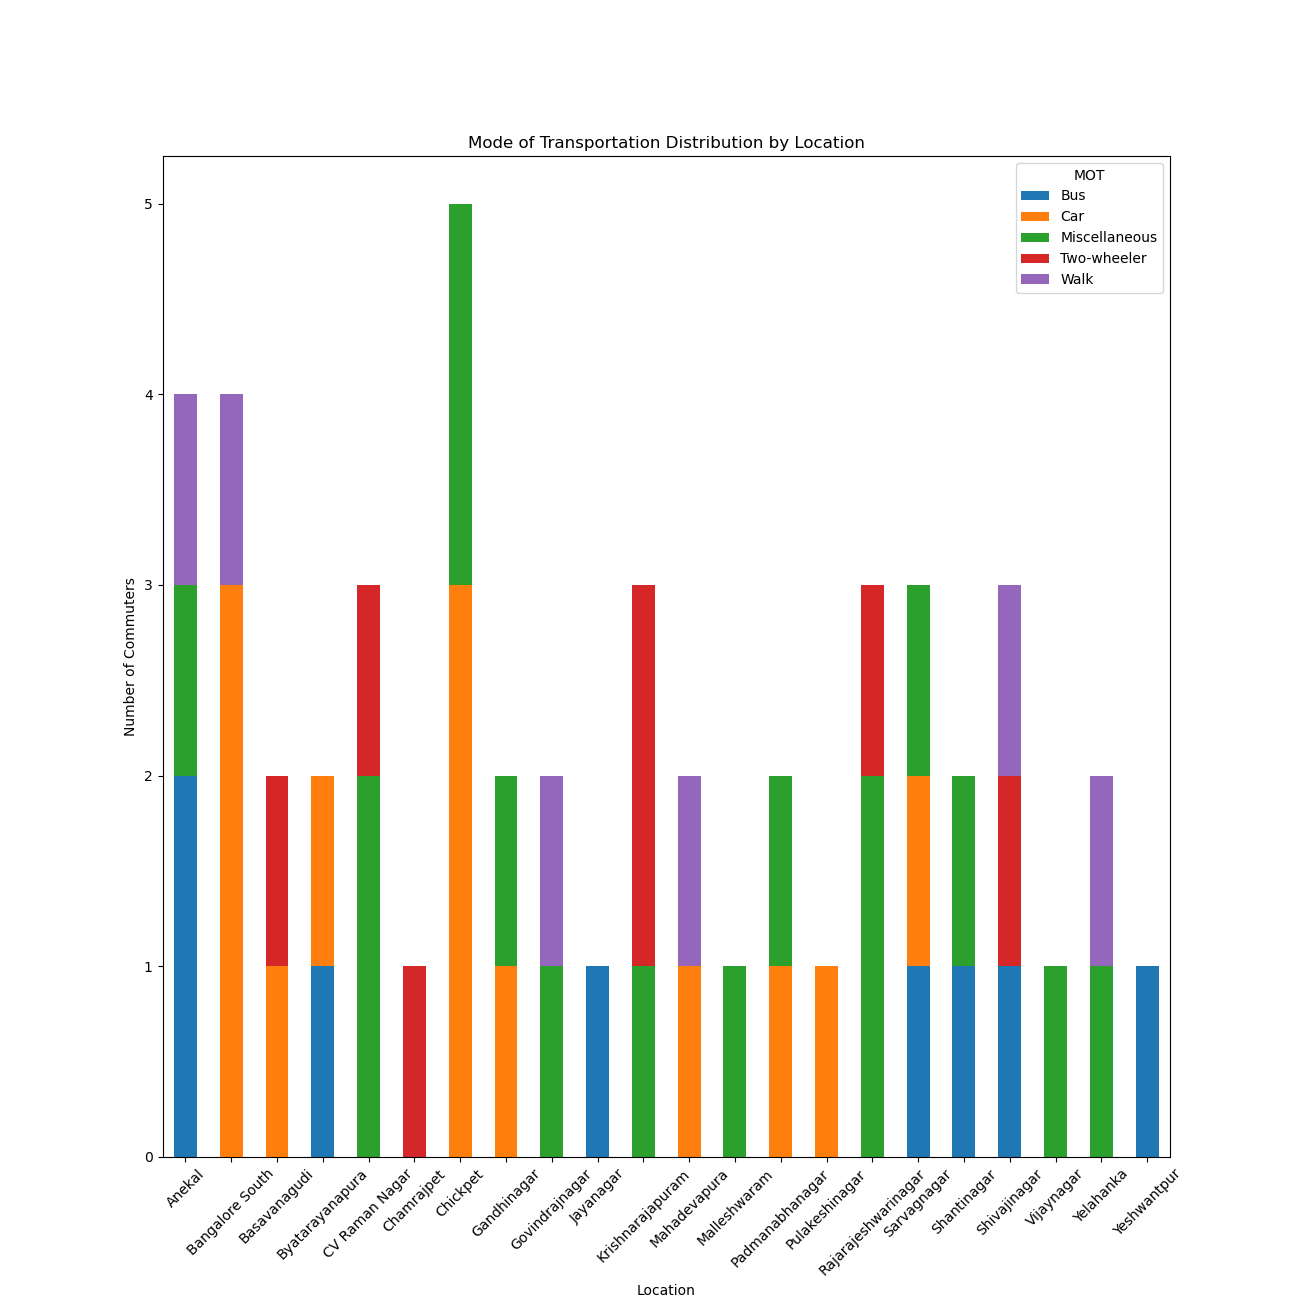 Mode of Transportation Distribution by Location
MOT
Bus
Car
Miscellaneous
Two-wheeler
Walk
Number of Commuters
5
4
3
2
1
0
Anekal
Bangalore South
Basavanagudi
Byatarayanapura
CV Raman Nagar
Chamrajpet
Chickpet
Gandhinagar
Govindrajnagar
Jayanagar
Krishnarajapuram
Mahadevapura
Malleshwaram
Padmanabhanagar
Pulakeshinagar
Rajarajeshwarinagar
Sarvagnagar
Shantinagar
Shivajinagar
Vijaynagar
Yelahanka
Yeshwantpur
Location